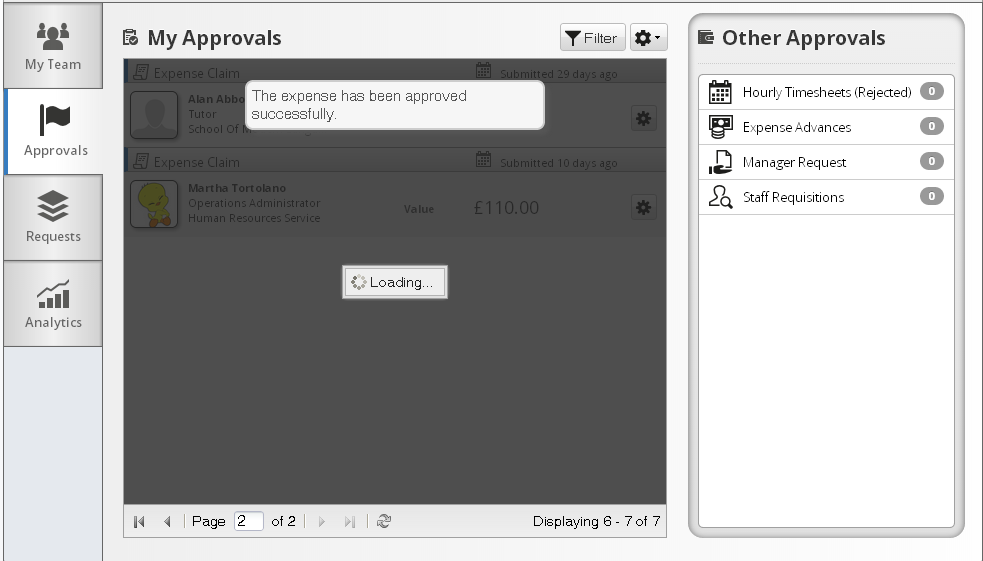 My Team
Approvals
Requests
Analytics
My Approvals
Filter
Expense Claim
Submitted 29 days ago
Alan Abbo
Tutor
School Of M
The expense has been approved
successfully.
Expense Claim
Submitted 10 days ago
Martha Tortolano
Operations Administrator
Human Resources Service
Value
£110.00
Loading...
Page 2 of 2
Displaying 6 - 7 of 7
Other Approvals
Hourly Timesheets (Rejected) 0
Expense Advances 0
Manager Request 0
Staff Requisitions 0